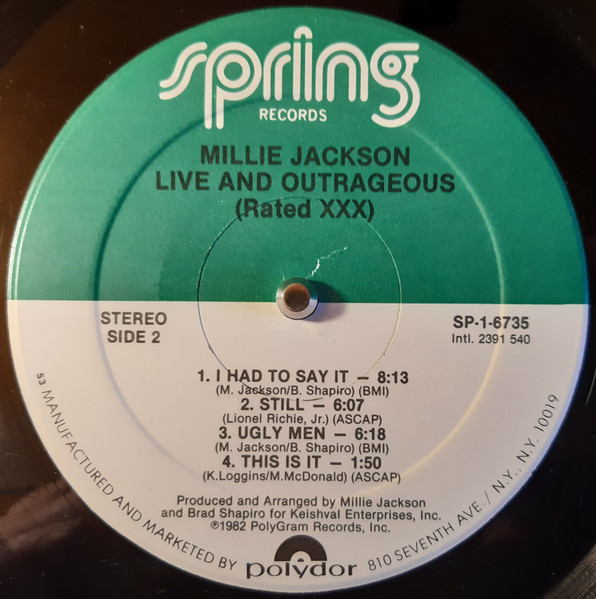 spring
RECORDS
MILLIE JACKSON
LIVE AND OUTRAGEOUS
(Rated XXX)
STEREO
SIDE 2
SP-1-6735
Intl. 2391 540
1. I HAD TO SAY IT – 8:13
(M. Jackson/B. Shapiro) (BMI)
2. STILL – 6:07
(Lionel Richie, Jr.) (ASCAP)
3. UGLY MEN – 6:18
(M. Jackson/B. Shapiro) (BMI)
4. THIS IS IT – 1:50
(K.Loggins/M.McDonald) (ASCAP)
Produced and Arranged by Millie Jackson
and Brad Shapiro for Keishval Enterprises, Inc.
℗1982 PolyGram Records, Inc.
53 MANUFACTURED AND MARKETED BY polydor 810 SEVENTH AVE. / N.Y., N.Y. 10019